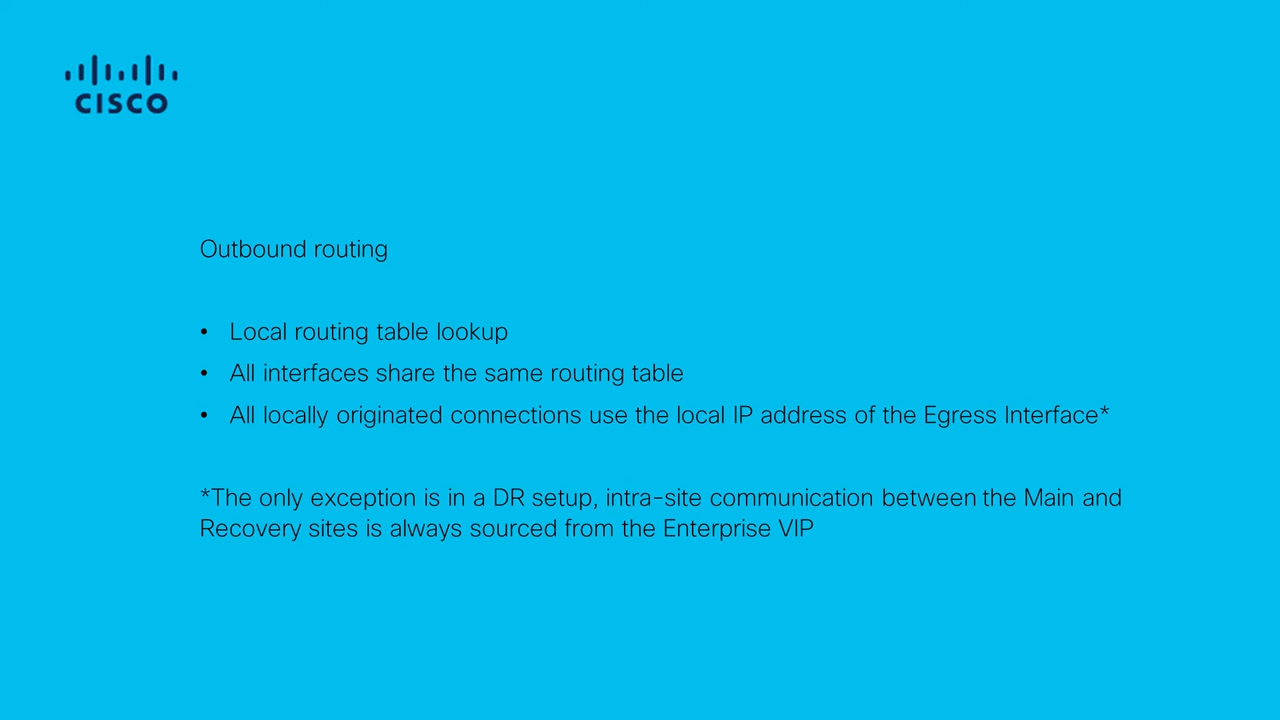 CISCO
Outbound routing
• Local routing table lookup
• All interfaces share the same routing table
• All locally originated connections use the local IP address of the Egress Interface*
*The only exception is in a DR setup, intra-site communication between the Main and
Recovery sites is always sourced from the Enterprise VIP